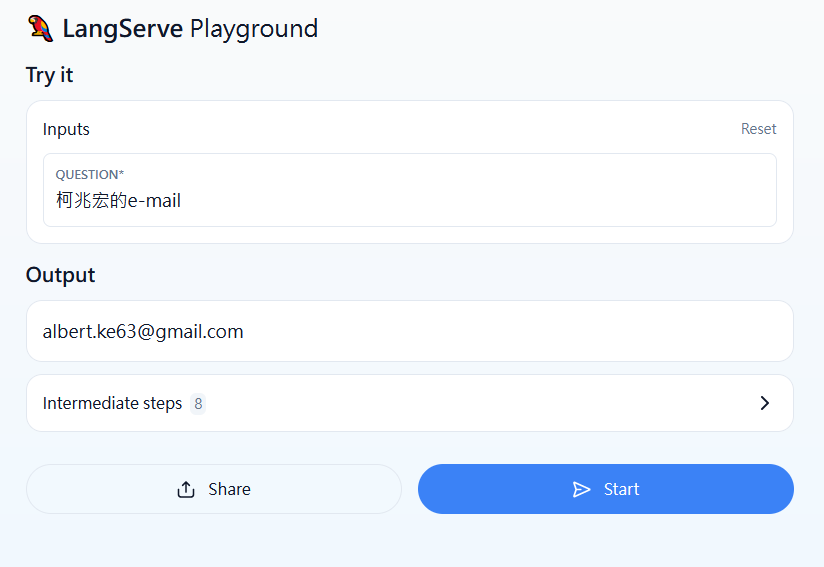 LangServe Playground
Try it
Inputs
Reset
QUESTION*
柯兆宏的e-mail
Output
albert.ke63@gmail.com
Intermediate steps 8
Share
Start